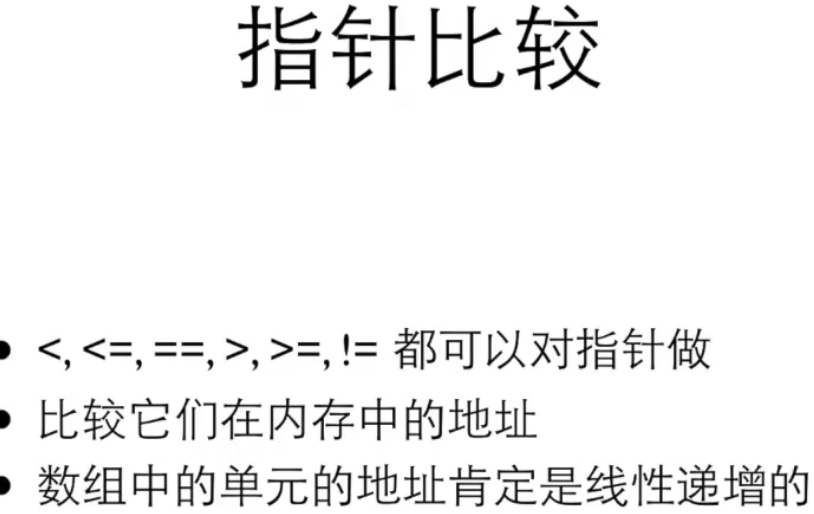 指针比较
• <, <=, ==, >, >=, != 都可以对指针做
• 比较它们在内存中的地址
• 数组中的单元的地址肯定是线性递增的